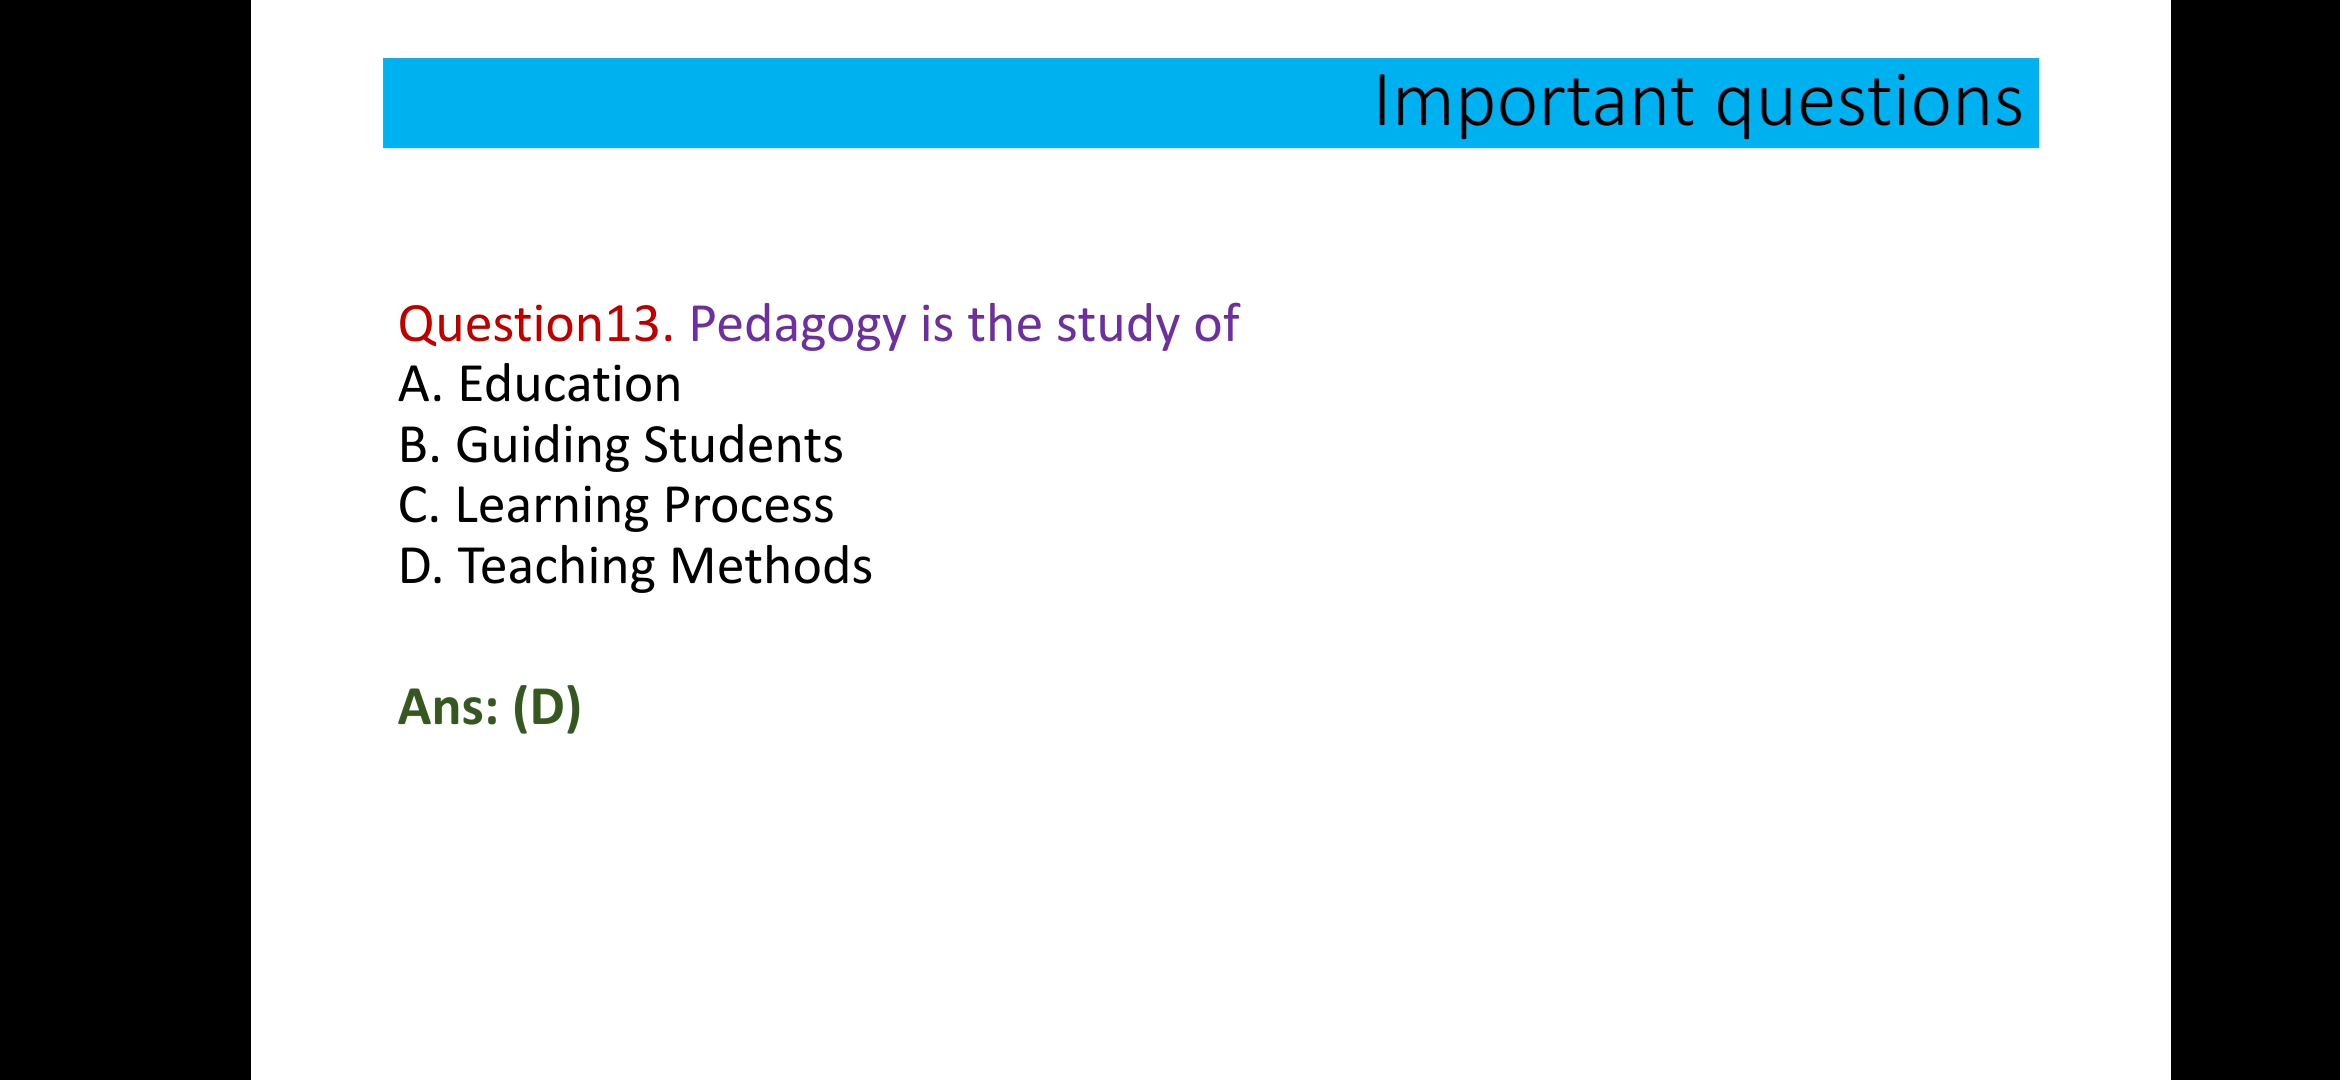 Important questions
Question13. Pedagogy is the study of
A. Education
B. Guiding Students
C. Learning Process
D. Teaching Methods
Ans: (D)